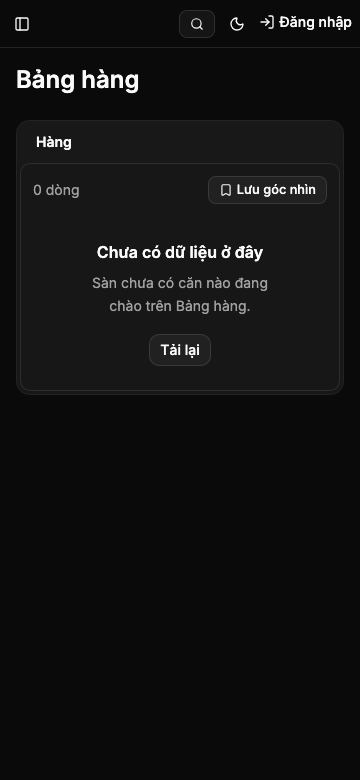 Đăng nhập
Bảng hàng
Hàng
0 dòng
Lưu góc nhìn
Chưa có dữ liệu ở đây
Sàn chưa có căn nào đang
chào trên Bảng hàng.
Tải lại